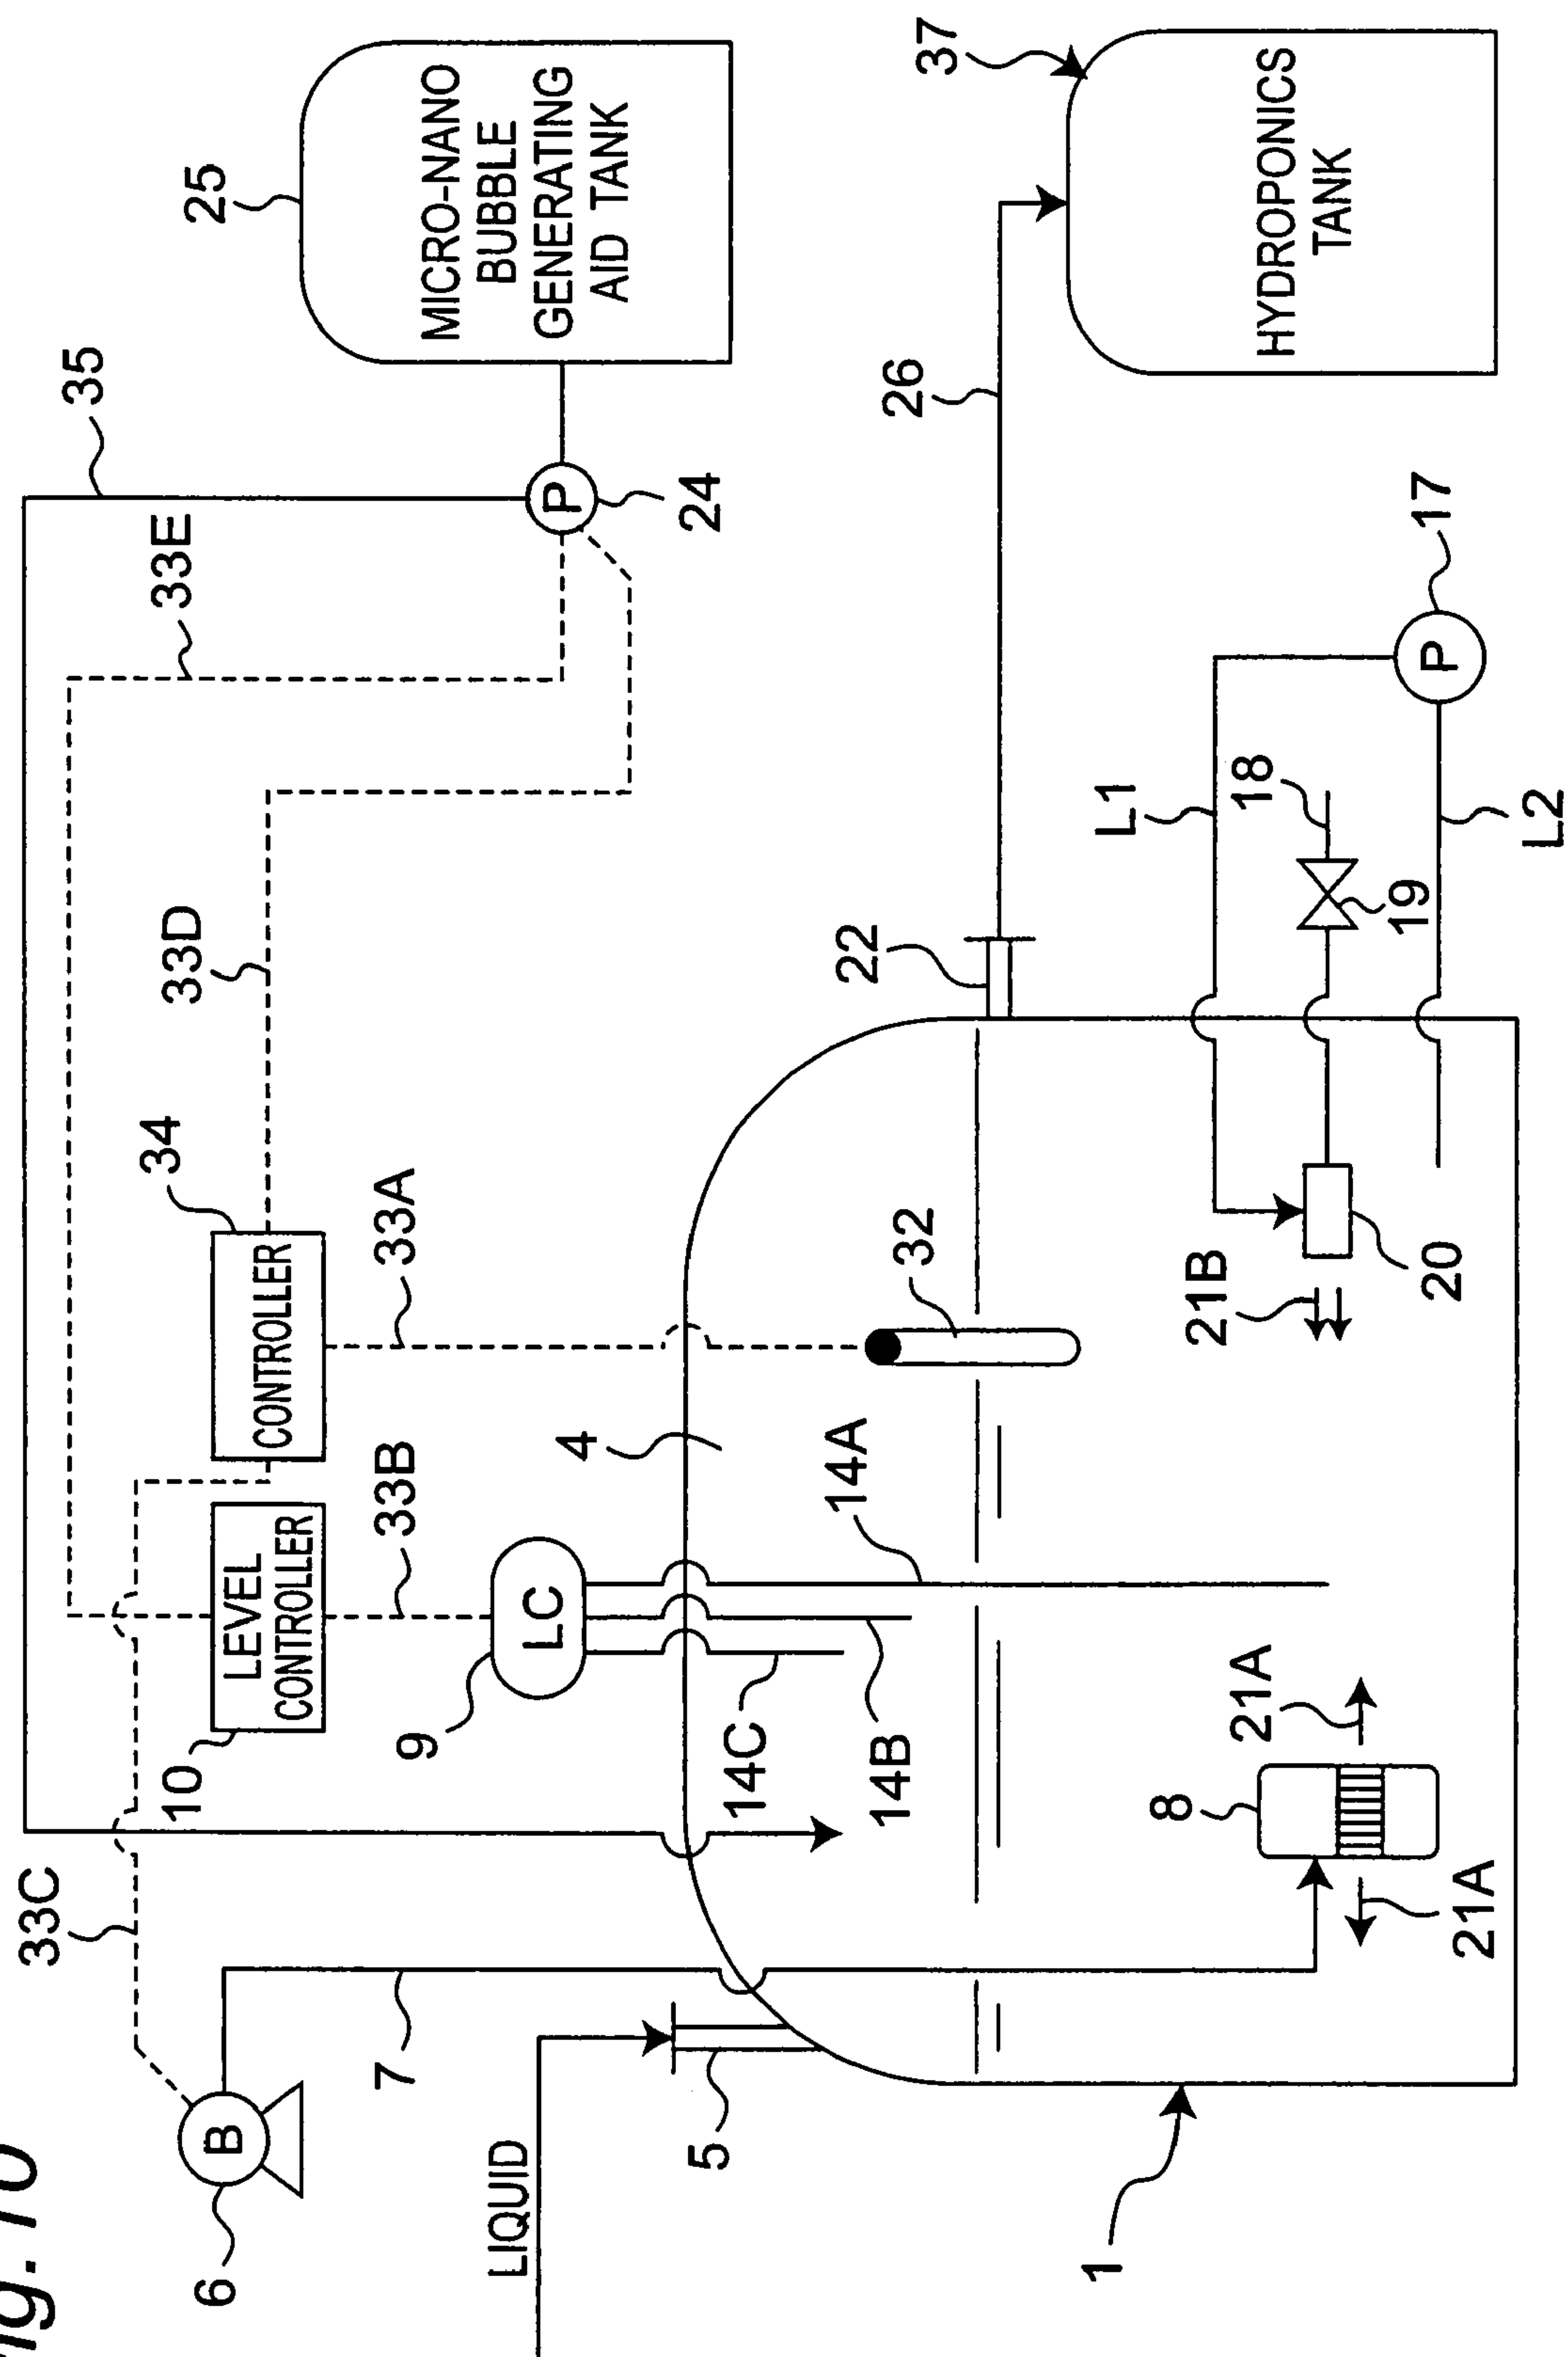 Fig.10
33C
35
33E
10
34
33D
25
LEVEL
CONTROLLER
CONTROLLER
MICRO-NANO
BUBBLE
GENERATING
AID TANK
6
B
7
33B
33A
P
24
9
LC
LIQUID
5
4
14C
14A
14B
32
22
26
37
HYDROPONICS
TANK
1
8
21A
21A
21B
20
L1
18
19
L2
17
P